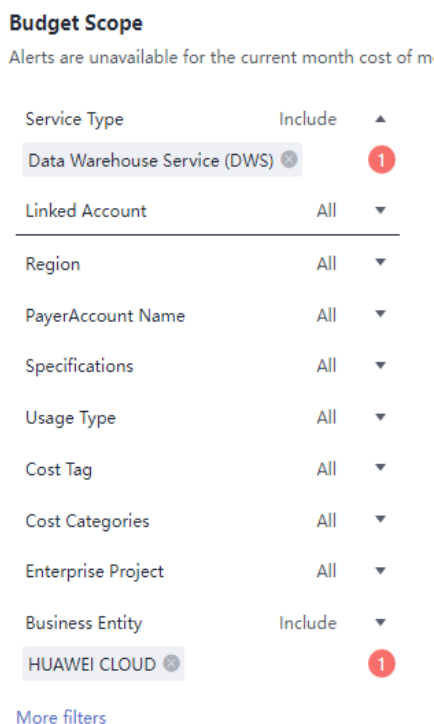 Budget Scope
Alerts are unavailable for the current month cost of
Service Type Include
Data Warehouse Service (DWS) 1
Linked Account All
Region All
PayerAccount Name All
Specifications All
Usage Type All
Cost Tag All
Cost Categories All
Enterprise Project All
Business Entity Include
HUAWEI CLOUD 1
More filters